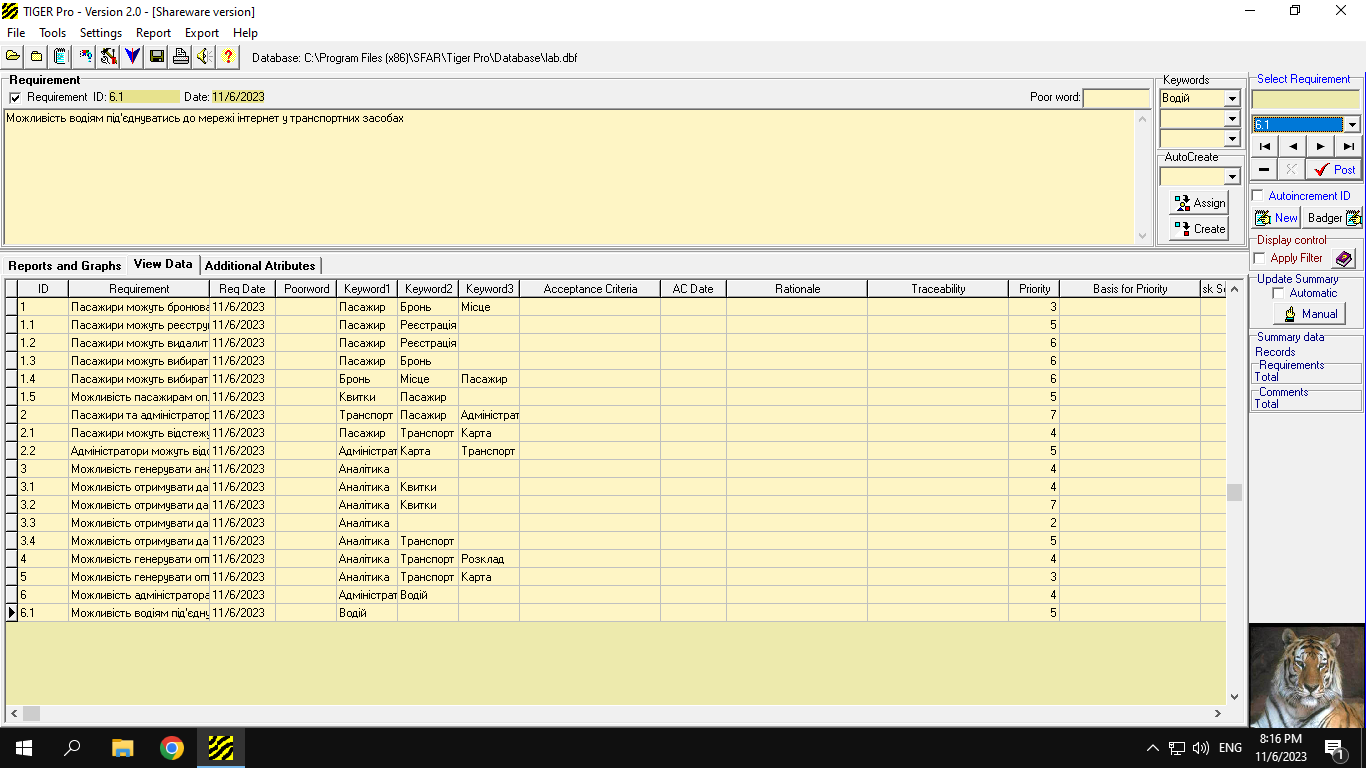 TIGER Pro - Version 2.0 - [Shareware version]
File Tools Settings Report Export Help
Database: C:\Program Files (x86)\SFAR\Tiger Pro\Database\lab.dbf
Requirement
Requirement ID: 6.1 Date: 11/6/2023 Poor word:
Можливість водіям під'єднуватись до мережі інтернет у транспортних засобах
Keywords
Водій
AutoCreate
Assign
Create
Select Requirement
6.1
Post
Autoincrement ID
New Badger
Display control
Apply Filter
Update Summary
Automatic
Manual
Summary data
Records
Requirements
Total
Comments
Total
Reports and Graphs View Data Additional Atributes
ID Requirement Req Date Poorword Keyword1 Keyword2 Keyword3 Acceptance Criteria AC Date Rationale Traceability Priority Basis for Priority sk Se
1 Пасажири можуть бронюва 11/6/2023 Пасажир Бронь Місце 3
1.1 Пасажири можуть реєстру 11/6/2023 Пасажир Реєстрація 5
1.2 Пасажири можуть видалит 11/6/2023 Пасажир Реєстрація 6
1.3 Пасажири можуть вибират 11/6/2023 Пасажир Бронь 6
1.4 Пасажири можуть вибират 11/6/2023 Бронь Місце Пасажир 6
1.5 Можливість пасажирам оп. 11/6/2023 Квитки Пасажир 5
2 Пасажири та адміністратор 11/6/2023 Транспорт Пасажир Адміністрат 7
2.1 Пасажири можуть відстежу 11/6/2023 Пасажир Транспорт Карта 4
2.2 Адміністратори можуть відс 11/6/2023 Адміністрат Карта Транспорт 5
3 Можливість генерувати ана 11/6/2023 Аналітика 4
3.1 Можливість отримувати да 11/6/2023 Аналітика Квитки 4
3.2 Можливість отримувати да 11/6/2023 Аналітика Квитки 7
3.3 Можливість отримувати да 11/6/2023 Аналітика 2
3.4 Можливість отримувати да 11/6/2023 Аналітика Транспорт 5
4 Можливість генерувати опт 11/6/2023 Аналітика Транспорт Розклад 4
5 Можливість генерувати опт 11/6/2023 Аналітика Транспорт Карта 3
6 Можливість адміністратора 11/6/2023 Адміністрат Водій 4
6.1 Можливість водіям під'єдну 11/6/2023 Водій 5
ENG
8:16 PM
11/6/2023
1